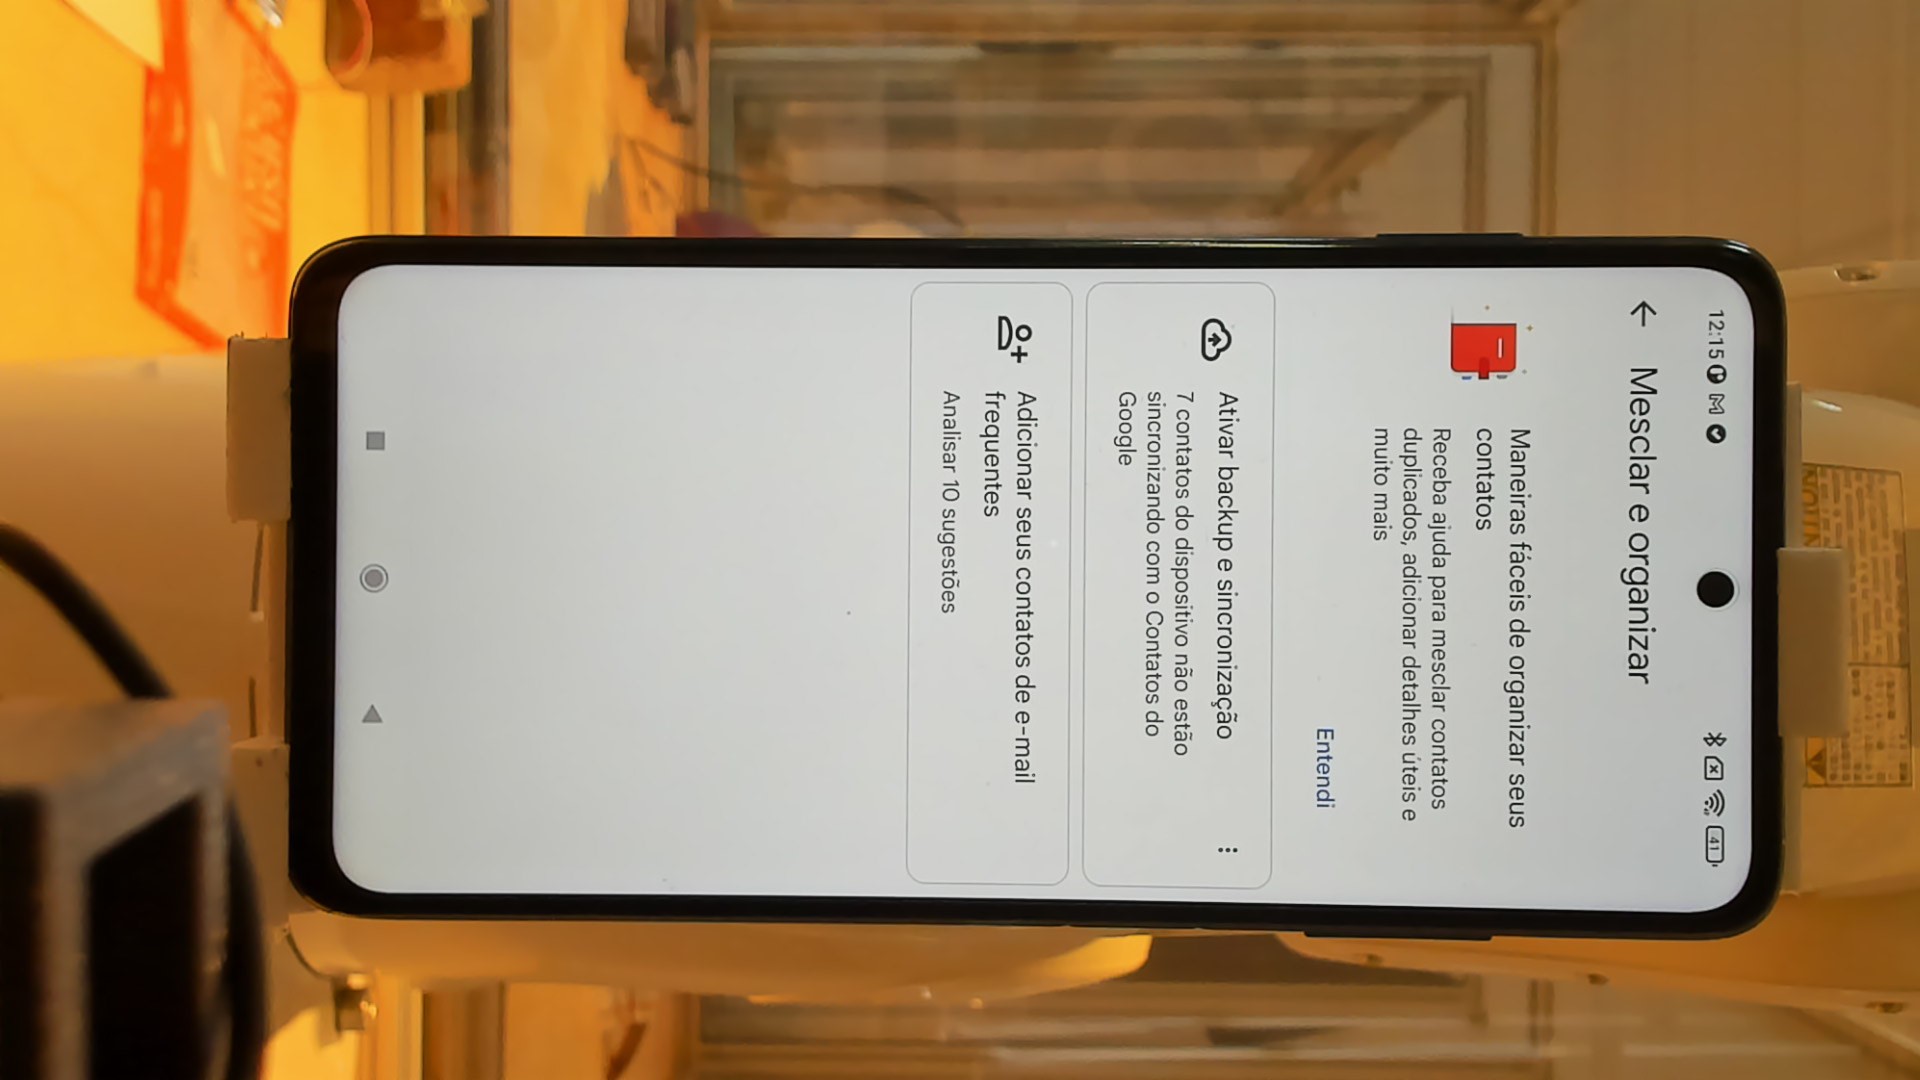 12:15
41
Mesclar e organizar
Maneiras fáceis de organizar seus
contatos
Receba ajuda para mesclar contatos
duplicados, adicionar detalhes úteis e
muito mais
Entendi
Ativar backup e sincronização
7 contatos do dispositivo não estão
sincronizando com o Contatos do
Google
Adicionar seus contatos de e-mail
frequentes
Analisar 10 sugestões